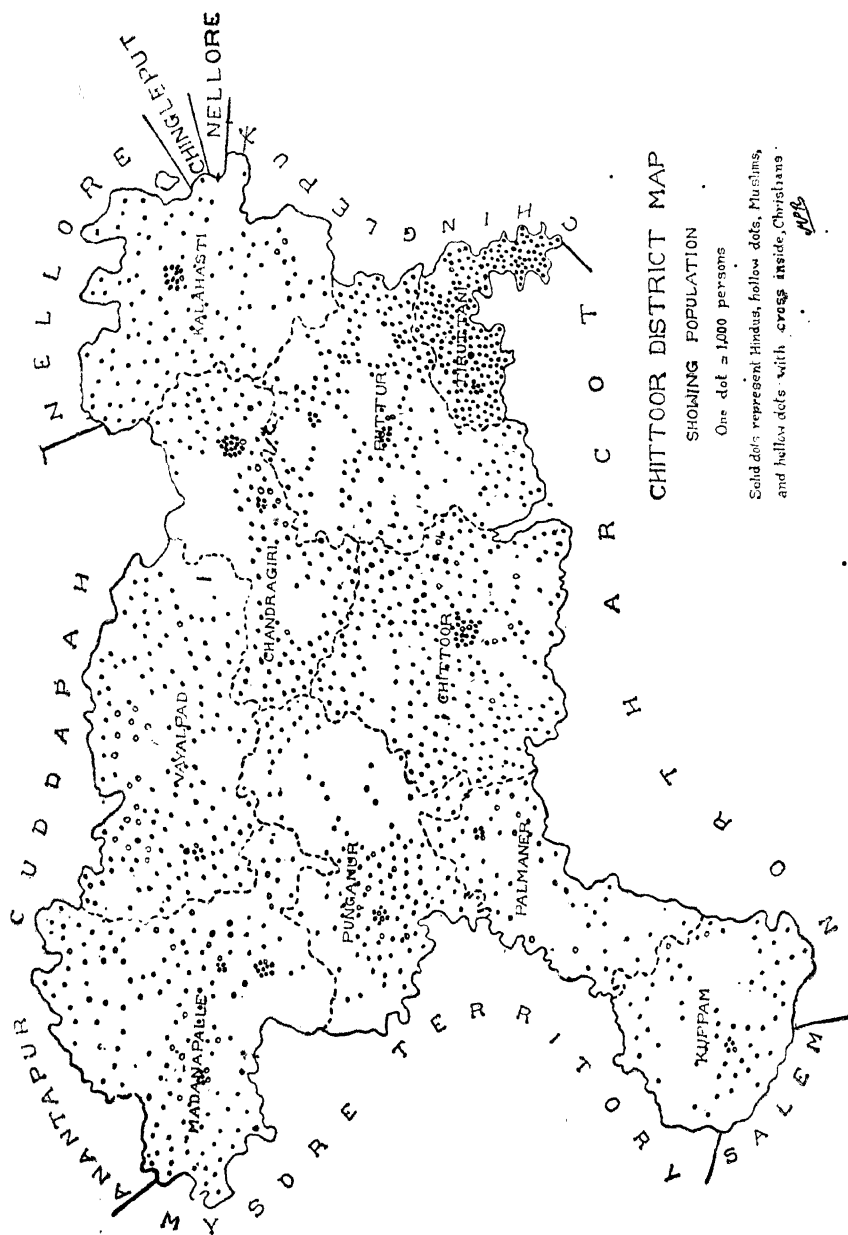 CHITTOOR DISTRICT MAP
SHOWING POPULATION
One dot = 1,000 persons
Solid dots represent Hindus, hollow dots, Muslims,
and hollow dots with cross inside, Christians
ANANTAPUR
CUDDAPAH
NELLORE
CHINGLEPUT
NELLORE
CHINGLEPUT
NORTH ARCOT
SALEM
MYSORE TERRITORY
MADANAPALLE
VAYALPAD
PUNGANUR
CHANDRAGIRI
KALAHASTI
PUTTUR
TIRUTTANI
CHITTOOR
PALMANER
KUPPAM